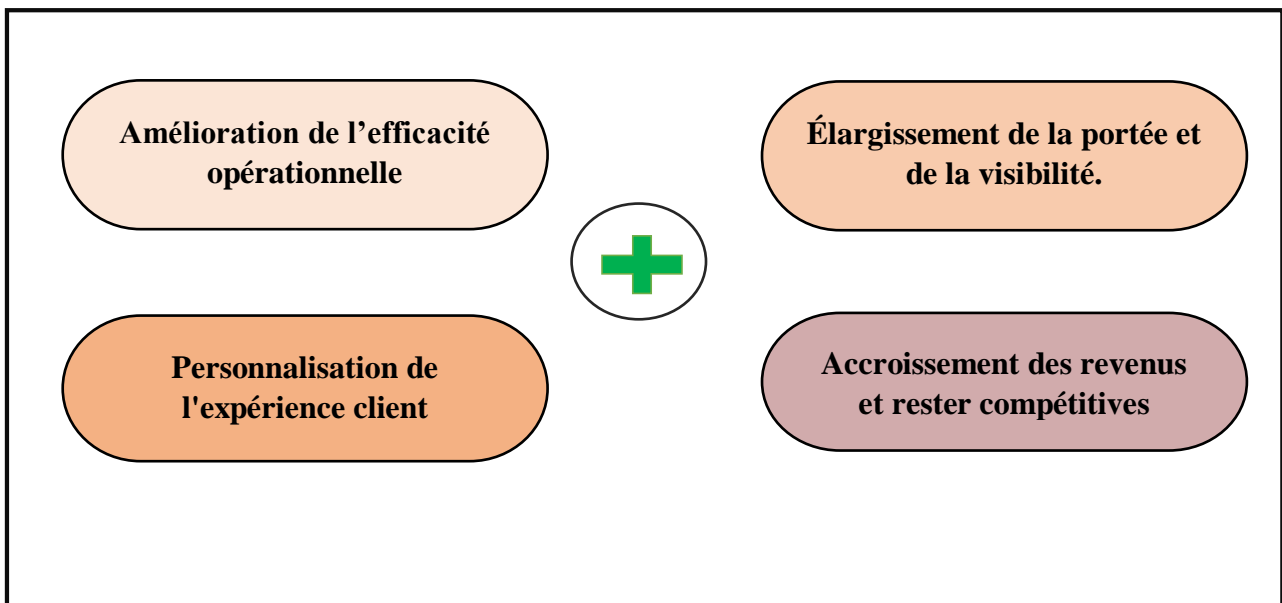 Amélioration de l’efficacité
opérationnelle
Élargissement de la portée et
de la visibilité.
Personnalisation de
l'expérience client
Accroissement des revenus
et rester compétitives